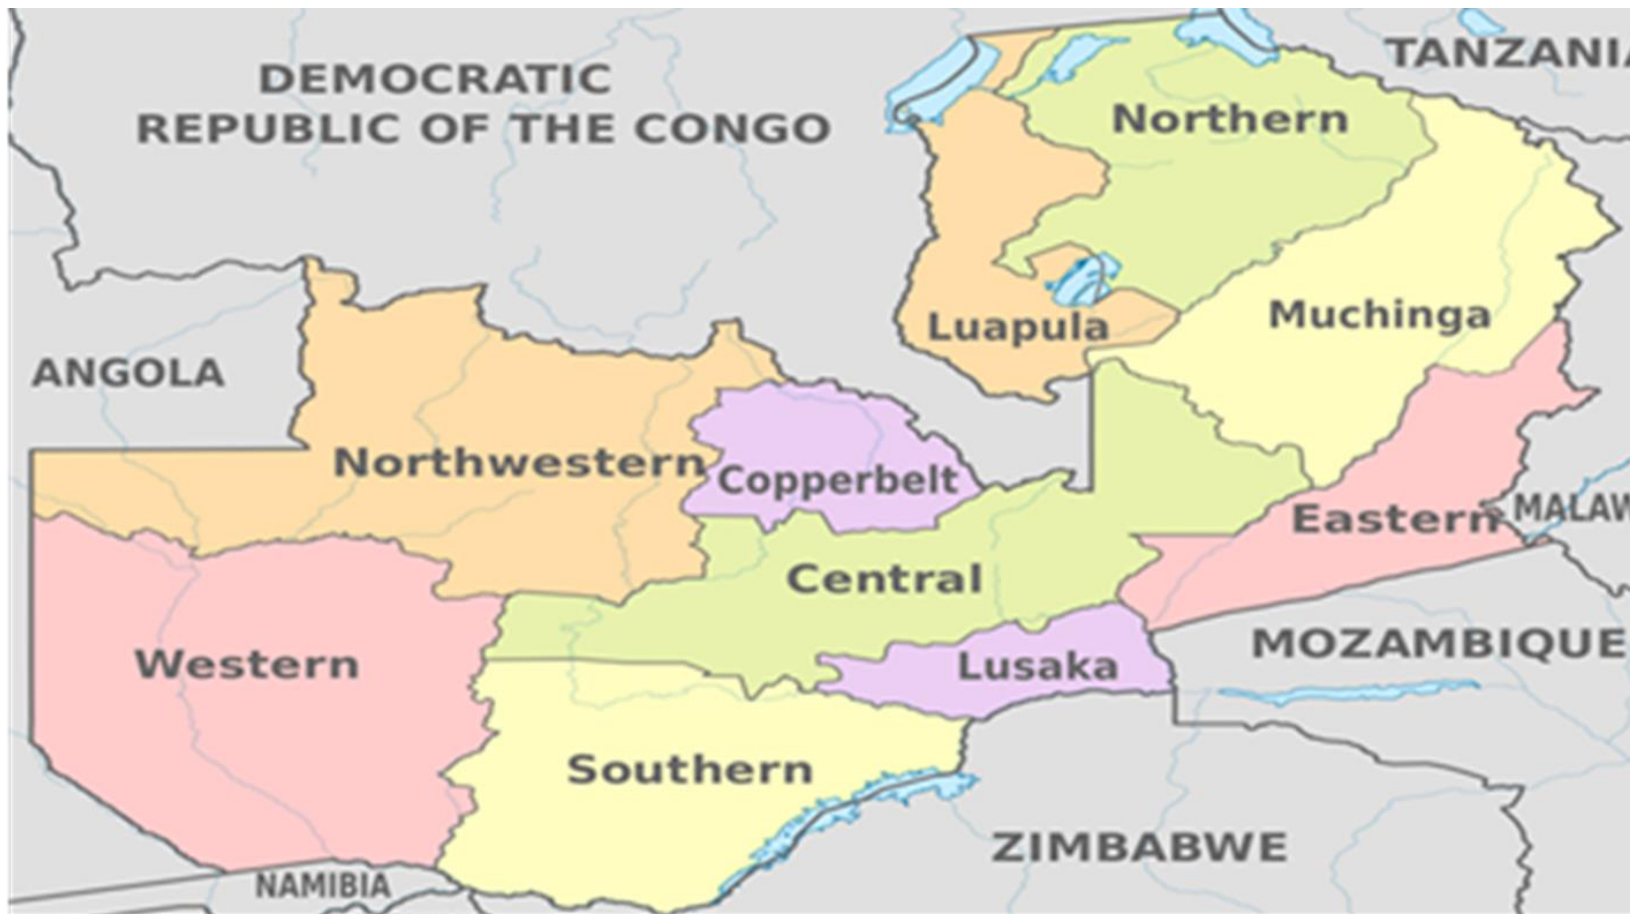 DEMOCRATIC
REPUBLIC OF THE CONGO
TANZANIA
Northern
Muchinga
Luapula
ANGOLA
Northwestern
Copperbelt
Eastern
MALAW
Central
Western
Lusaka
MOZAMBIQUE
Southern
ZIMBABWE
NAMIBIA